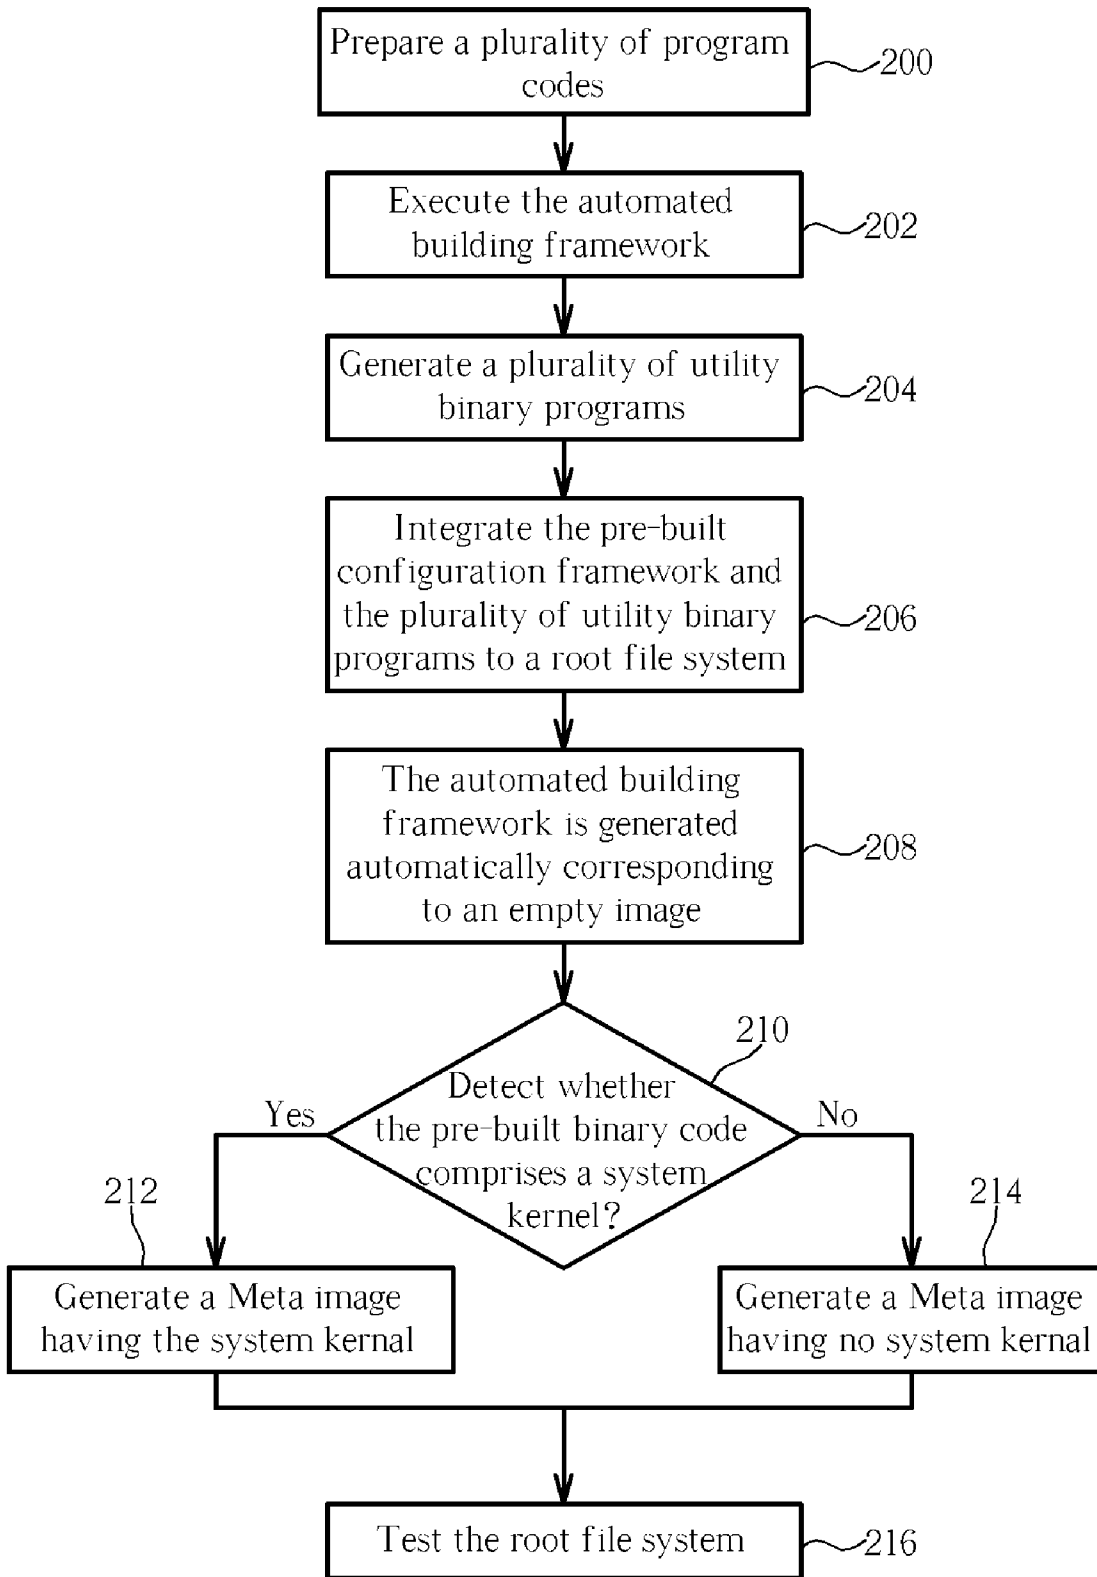 Prepare a plurality of program
codes
200
Execute the automated
building framework
202
Generate a plurality of utility
binary programs
204
Integrate the pre-built
configuration framework and
the plurality of utility binary
programs to a root file system
206
The automated building
framework is generated
automatically corresponding
to an empty image
208
210
Detect whether
the pre-built binary code
comprises a system
kernel?
Yes
No
212
Generate a Meta image
having the system kernal
214
Generate a Meta image
having no system kernel
Test the root file system
216